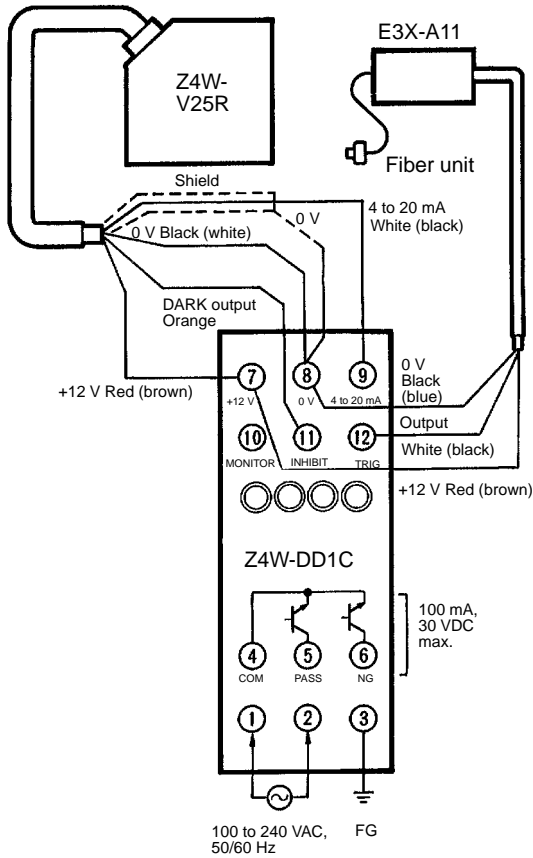 E3X-A11
Z4W-
V25R
Fiber unit
Shield
0 V
4 to 20 mA
White (black)
0 V Black (white)
DARK output
Orange
7
8
9
0 V
Black
(blue)
+12 V Red (brown)
+12 V
0 V
4 to 20 mA
Output
10
11
12
White (black)
MONITOR
INHIBIT
TRIG
+12 V Red (brown)
Z4W-DD1C
100 mA,
30 VDC
max.
4
5
6
COM
PASS
NG
1
2
3
100 to 240 VAC,
50/60 Hz
FG